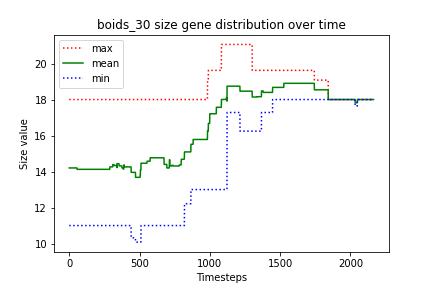 boids_30 size gene distribution over timesteps
max
mean
min
20
18
16
14
12
10
Size value
0
500
1000
1500
2000
Timesteps